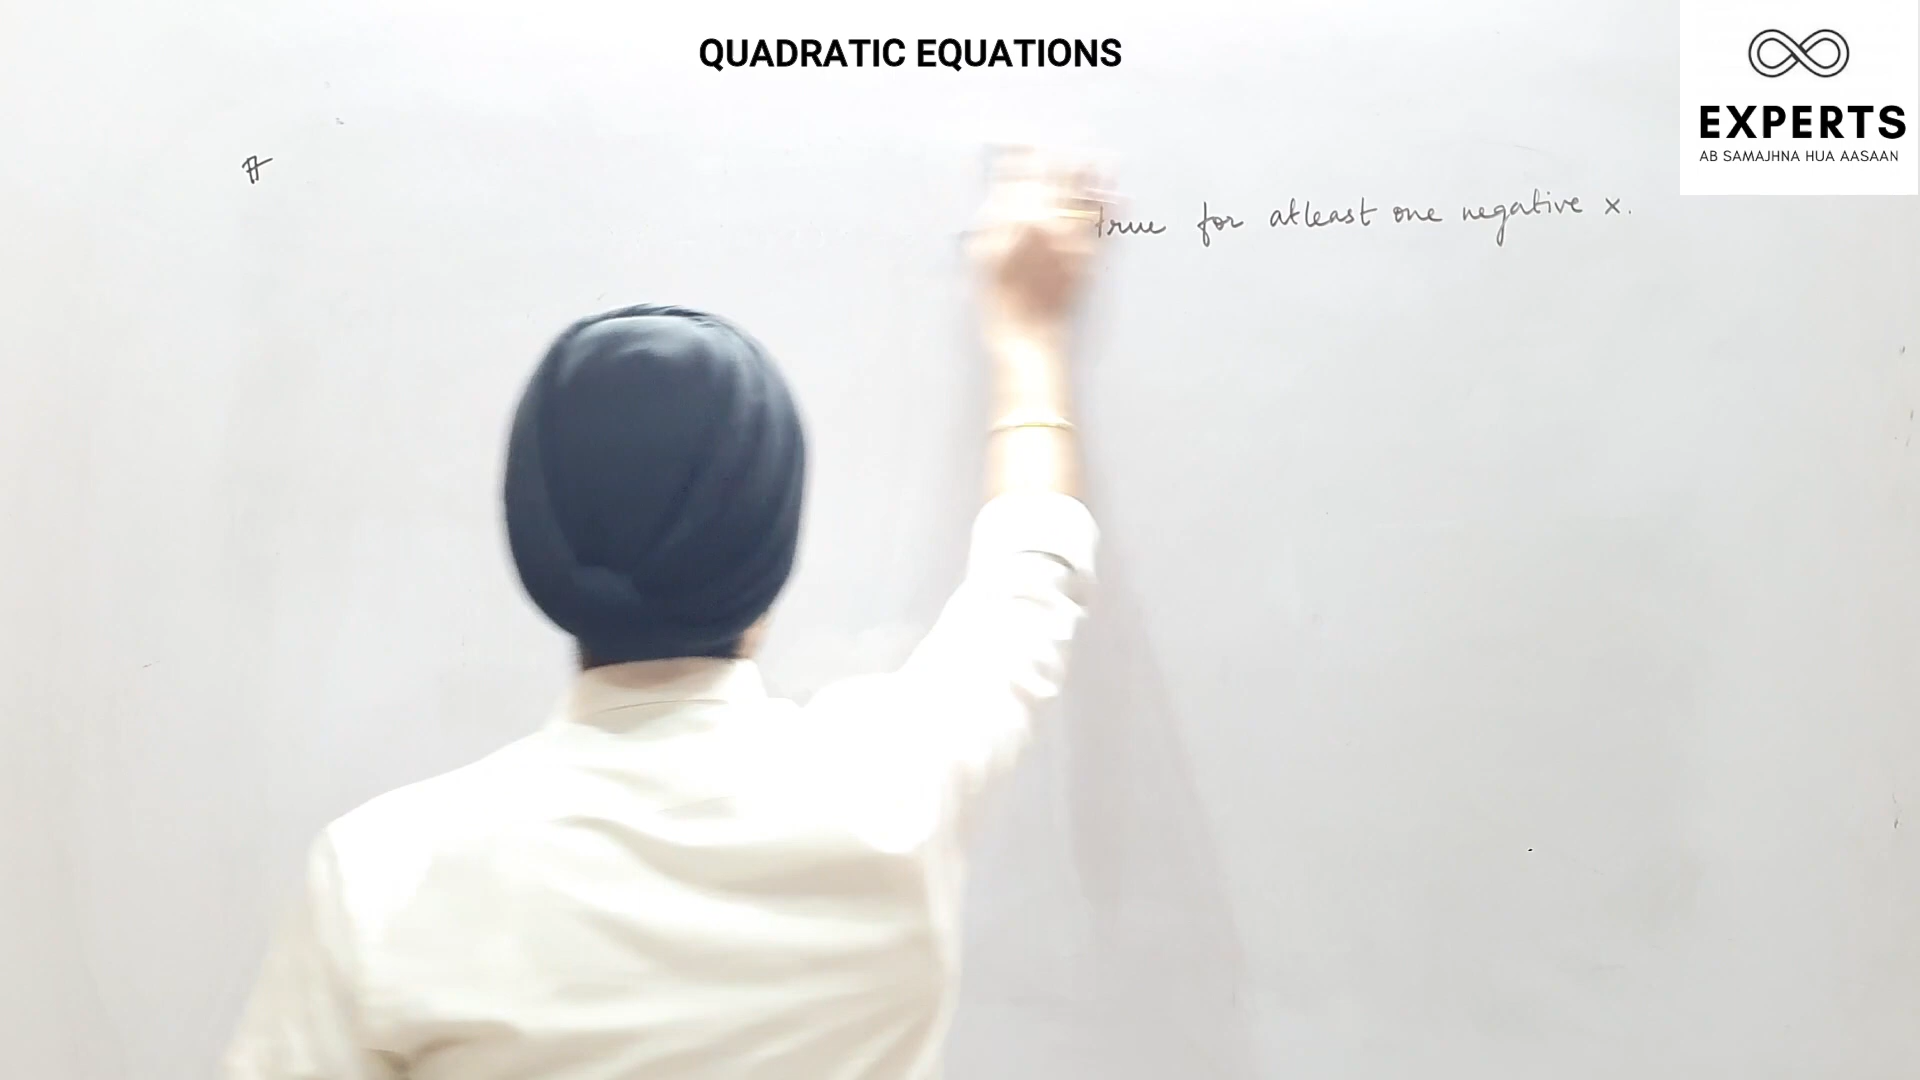 QUADRATIC EQUATIONS
EXPERTS
AB SAMAJHNA HUA AASAAN
#
true for atleast one negative x.